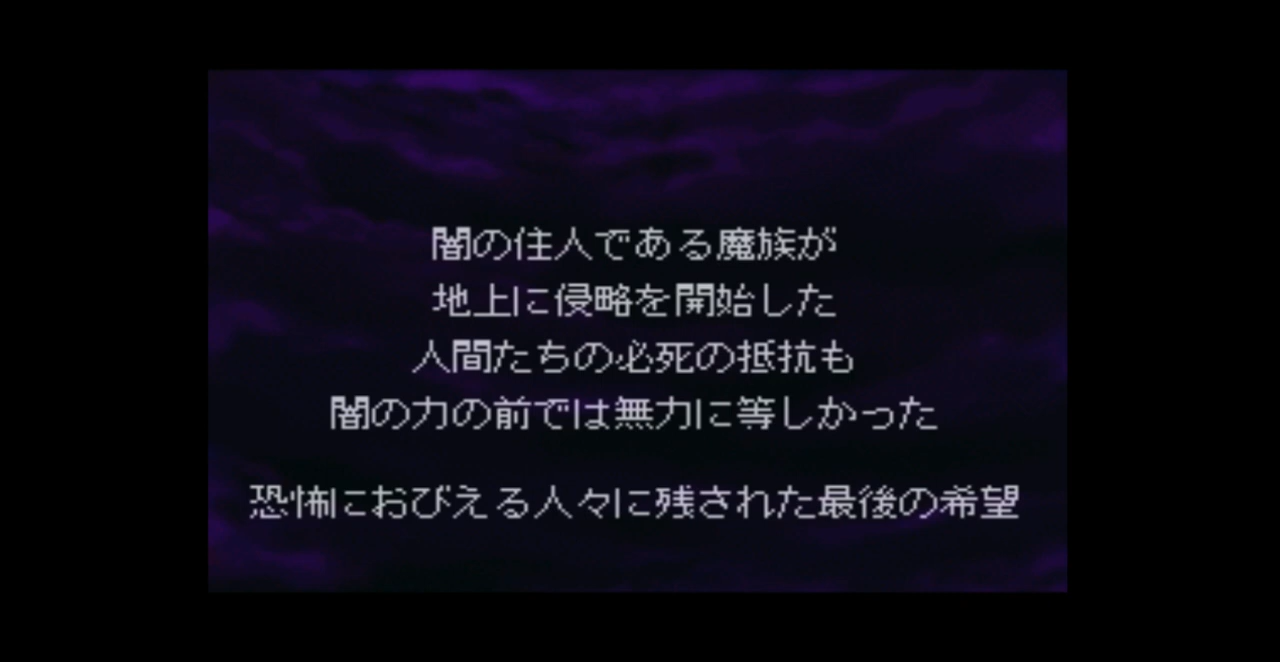 闇の住人である魔族が
地上に侵略を開始した
人間たちの必死の抵抗も
闇の力の前では無力に等しかった
恐怖におびえる人々に残された最後の希望